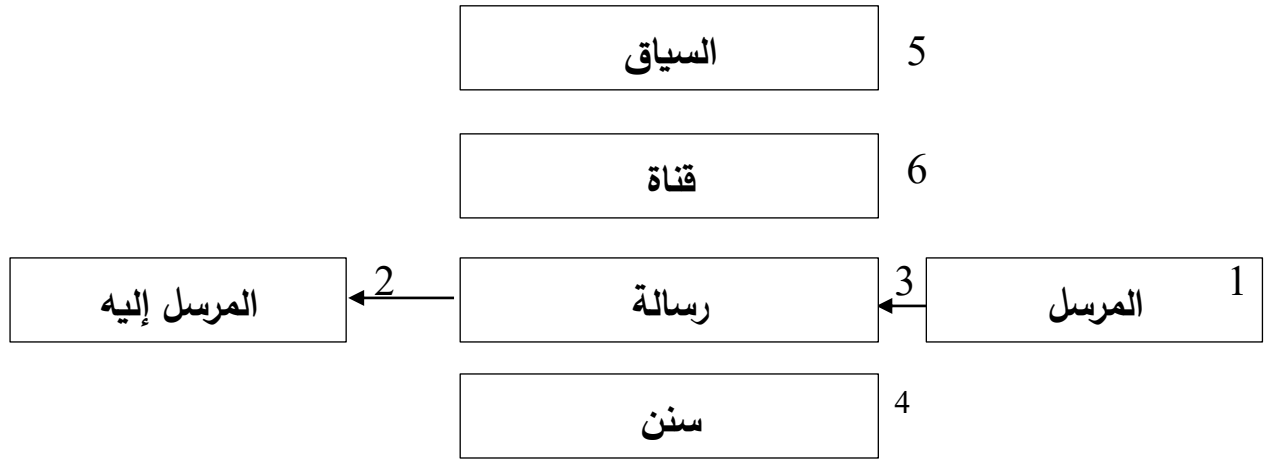 السياق 5
قناة 6
1 المرسل 3 رسالة 2 المرسل إليه
سنن 4